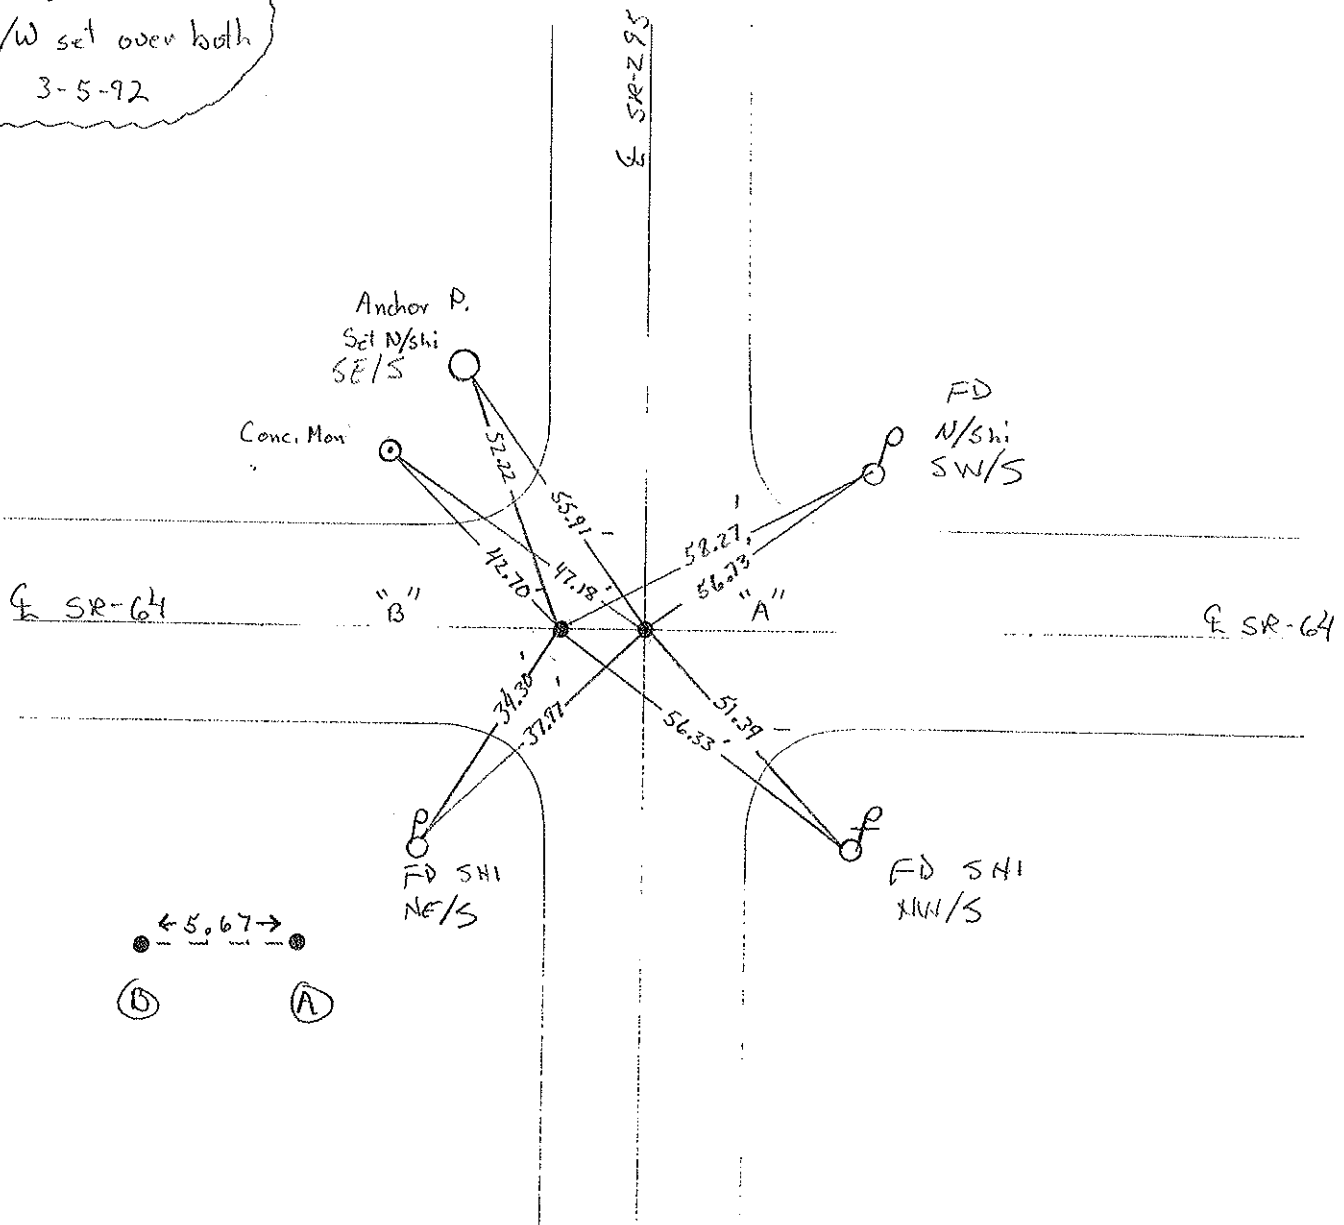 /W set over both
3-5-92
℄ SR-295
Anchor P.
Set N/shi
SE/S
Conc. Mon
FD
N/shi
SW/S
52.22
55.91'
58.27'
56.73
42.70'
47.18'
"B"
"A"
℄ SR-64
℄ SR-64
34.30'
37.97'
56.33'
51.39
FD SHI
NE/S
FD SHI
NW/S
←5.67→
B
A